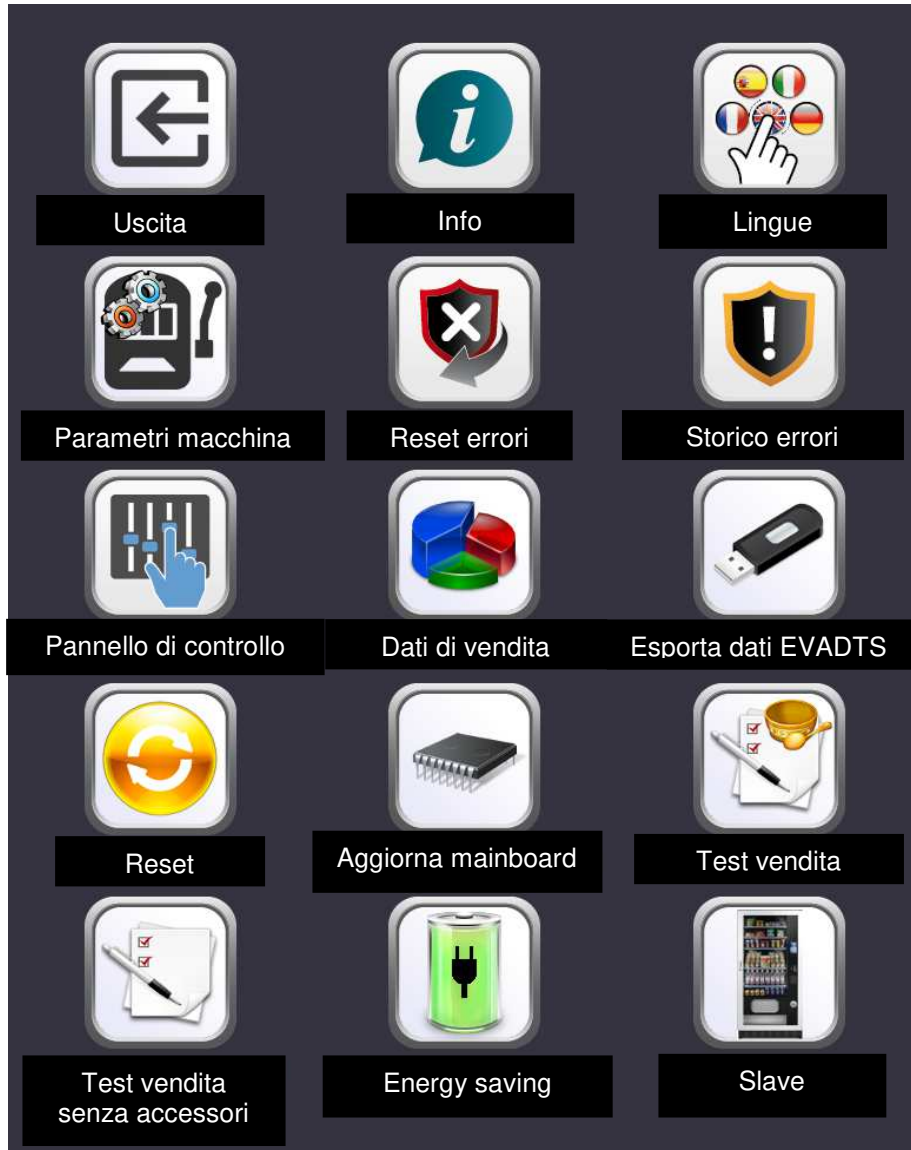 Uscita
Info
Lingue
Parametri macchina
Reset errori
Storico errori
Pannello di controllo
Dati di vendita
Esporta dati EVADTS
Reset
Aggiorna mainboard
Test vendita
Test vendita
senza accessori
Energy saving
Slave